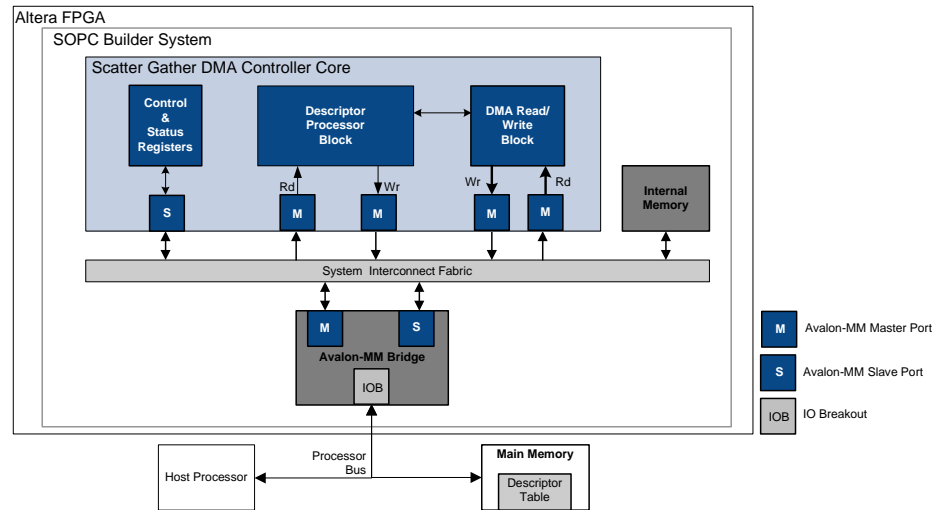 Altera FPGA
SOPC Builder System
Scatter Gather DMA Controller Core
Control
&
Status
Registers
Descriptor
Processor
Block
DMA Read/
Write
Block
Rd
Wr
Wr
Rd
S
M
M
M
M
Internal
Memory
System Interconnect Fabric
M
S
Avalon-MM Bridge
IOB
M
Avalon-MM Master Port
S
Avalon-MM Slave Port
IOB
IO Breakout
Host Processor
Processor
Bus
Main Memory
Descriptor
Table